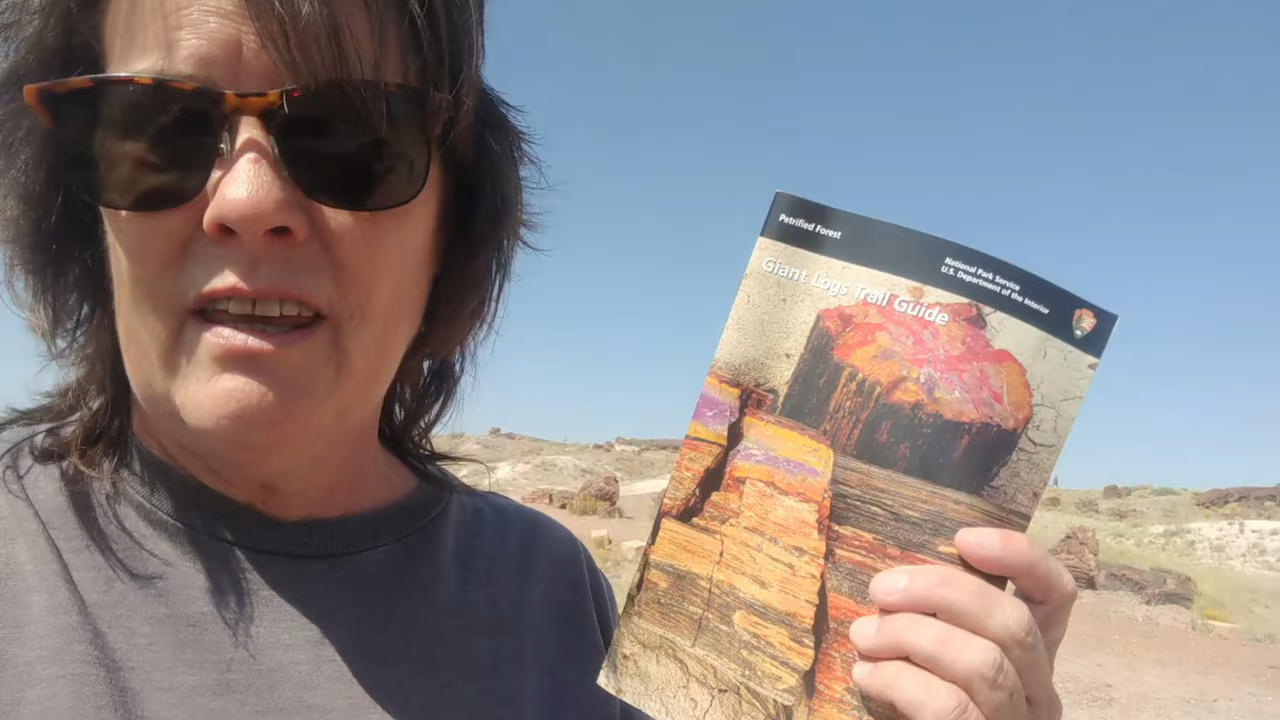 Petrified Forest
National Park Service
U.S. Department of the Interior
Giant Logs Trail Guide